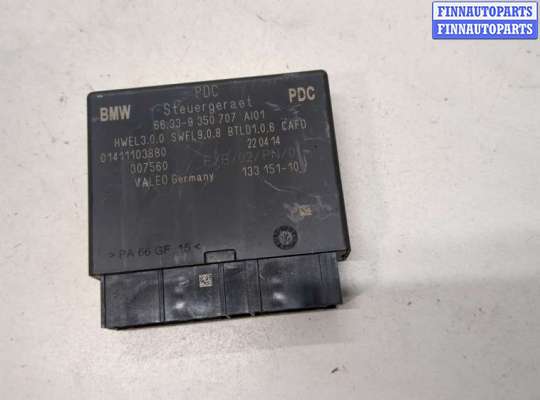 FINNAUTOPARTS
FINNAUTOPARTS
PDC
BMW Steuergeraet PDC
66.33-9 350 707 AI01
HWEL3.0.0 SWFL9.0.8 BTLD1.0.6 CAFD
01411103880 220414
007560
VALEO Germany 133 151-10
> PA 66 GF 15 <